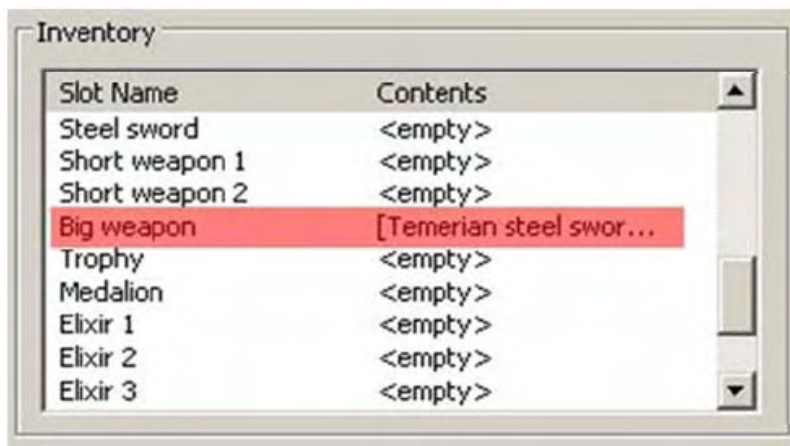 Inventory
Slot Name Contents
Steel sword <empty>
Short weapon 1 <empty>
Short weapon 2 <empty>
Big weapon [Temerian steel swor...
Trophy <empty>
Medalion <empty>
Elixir 1 <empty>
Elixir 2 <empty>
Elixir 3 <empty>